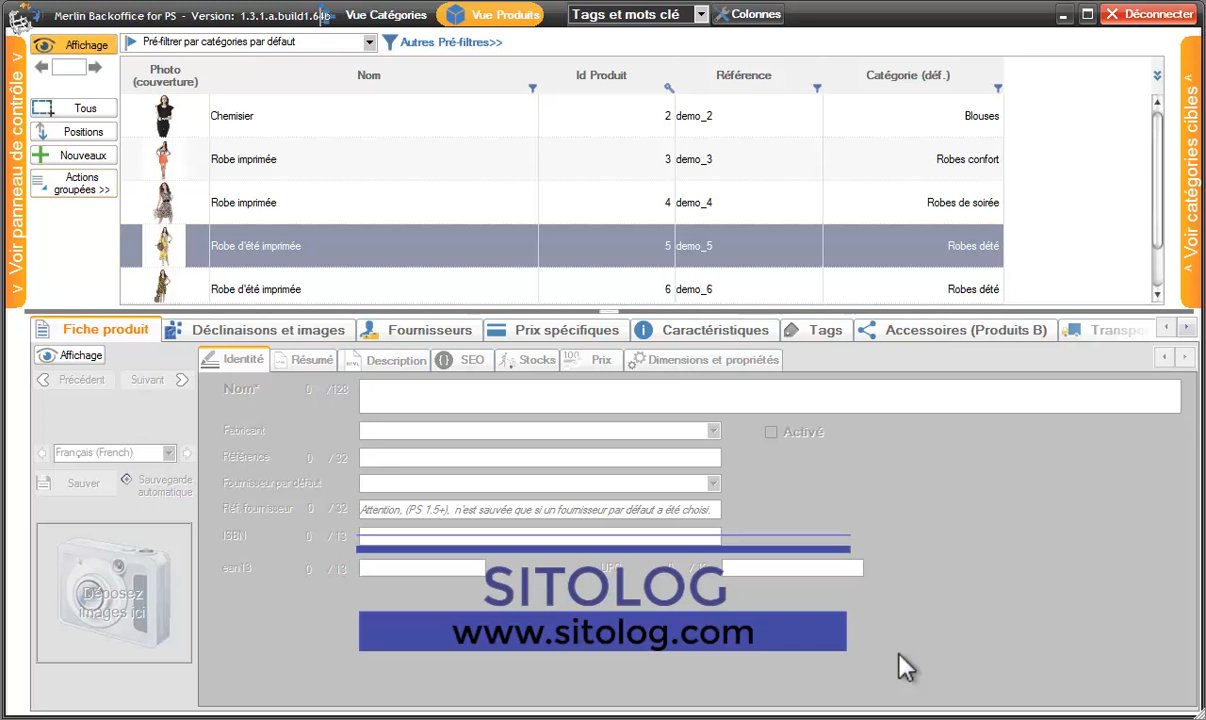 Merlin Backoffice for PS - Version: 1.3.1.a.build1.64b
Vue Catégories
Vue Produits
Tags et mots clé
Colonnes
Déconnecter
Affichage
Pré-filtrer par catégories par défaut
Autres Pré-filtres>>
Photo (couverture)
Nom
Id Produit
Référence
Catégorie (déf.)
Tous
Positions
Nouveaux
Actions groupées >>
Chemisier 2 demo_2 Blouses
Robe imprimée 3 demo_3 Robes confort
Robe imprimée 4 demo_4 Robes de soirée
Robe d'été imprimée 5 demo_5 Robes dété
Robe d'été imprimée 6 demo_6 Robes dété
> Voir panneau de contrôle >
< Voir catégories cibles <
Fiche produit
Déclinaisons et images
Fournisseurs
Prix spécifiques
Caractéristiques
Tags
Accessoires (Produits B)
Affichage
Identité
Résumé
Description
SEO
Stocks
Prix
Dimensions et propriétés
Précédent
Suivant
Français (French)
Sauver
Sauvegarde automatique
Déposez images ici
Nom* 0 /128
Fabricant
Activé
Référence 0 / 32
Fournisseur par défaut
Réf. fournisseur 0 / 32
Attention, (PS 1.5+), n'est sauvée que si un fournisseur par défaut a été choisi.
ISBN 0 / 13
ean13 0 / 13
UPC 0
SITOLOG
www.sitolog.com